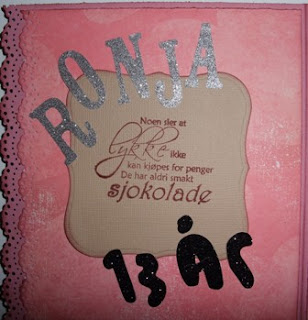 RONJA
Noen sier at
lykke ikke
kan kjøpes for penger
De har aldri smakt
sjokolade
13 ÅR